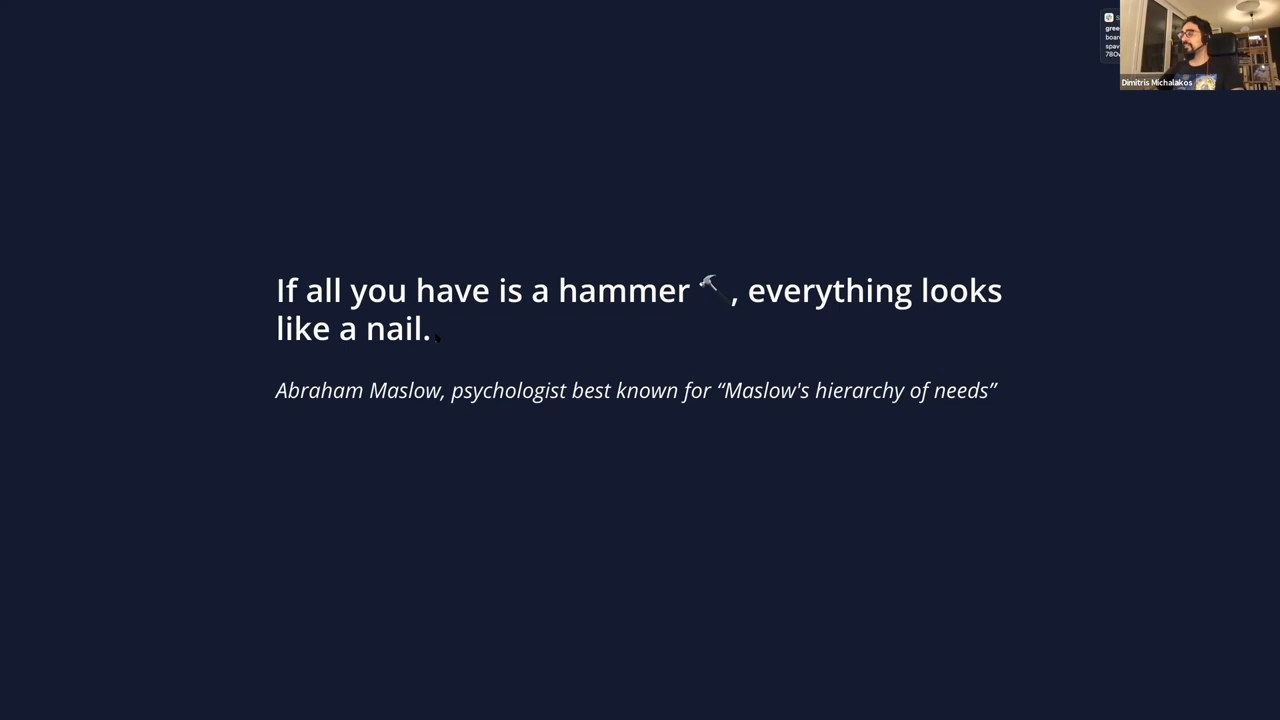 If all you have is a hammer 🔨, everything looks
like a nail.
Abraham Maslow, psychologist best known for “Maslow's hierarchy of needs”
Dimitris Michalakos